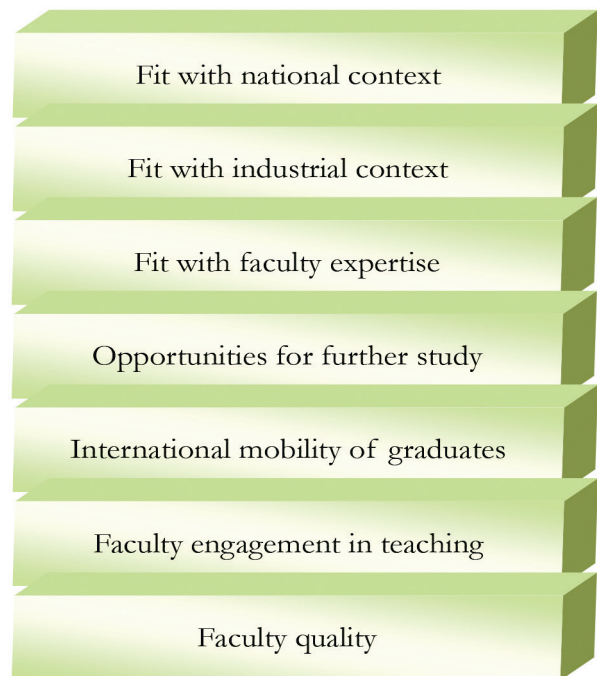 Fit with national context
Fit with industrial context
Fit with faculty expertise
Opportunities for further study
International mobility of graduates
Faculty engagement in teaching
Faculty quality